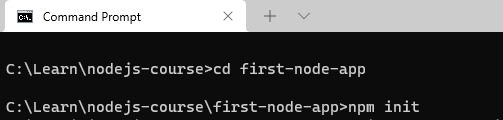 Command Prompt
C:\Learn\nodejs-course>cd first-node-app
C:\Learn\nodejs-course\first-node-app>npm init